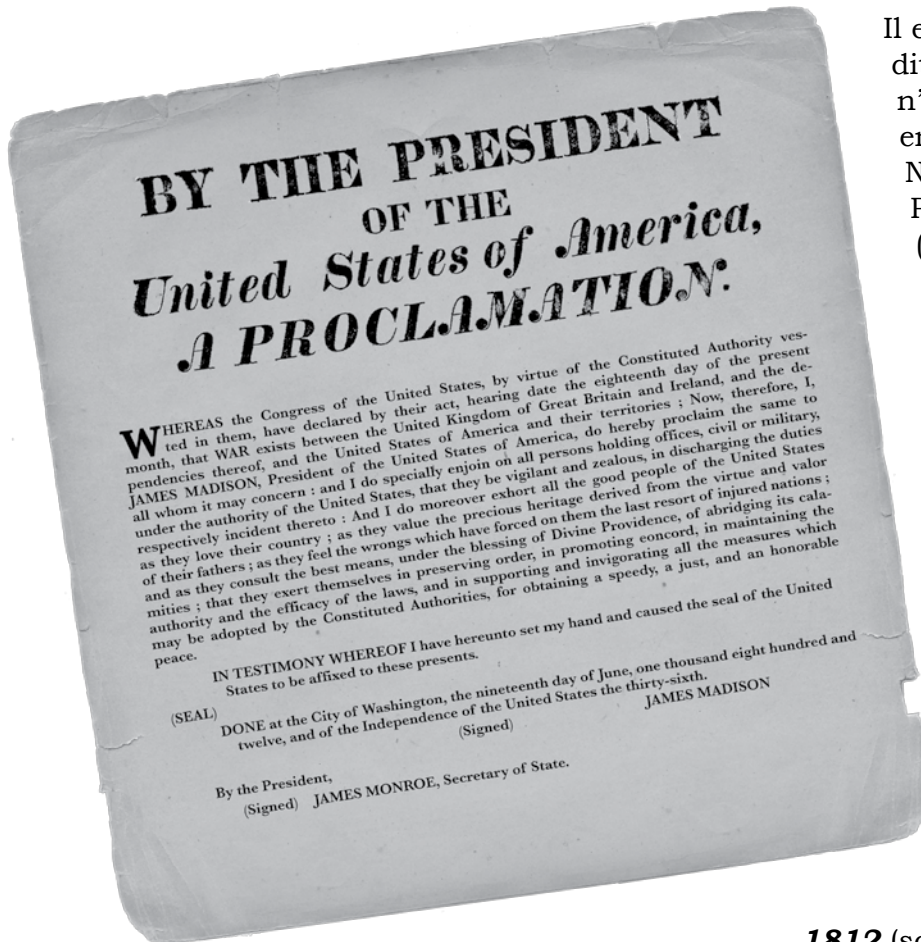 BY THE PRESIDENT
OF THE
United States of America,
A PROCLAMATION.
WHEREAS the Congress of the United States, by virtue of the Constituted Authority ves-
ted in them, have declared by their act, hearing date the eighteenth day of the present
month, that WAR exists between the United Kingdom of Great Britain and Ireland, and the de-
pendencies thereof, and the United States of America and their territories ; Now, therefore, I,
JAMES MADISON, President of the United States of America, do hereby proclaim the same to
all whom it may concern : and I do specially enjoin on all persons holding offices, civil or military,
under the authority of the United States, that they be vigilant and zealous, in discharging the duties
respectively incident thereto : And I do moreover exhort all the good people of the United States
as they love their country ; as they value the precious heritage derived from the virtue and valor
of their fathers ; as they feel the wrongs which have forced on them the last resort of injured nations ;
and as they consult the best means, under the blessing of Divine Providence, of abridging its cala-
mities ; that they exert themselves in preserving order, in promoting eoncord, in maintaining the
authority and the efficacy of the laws, and in supporting and invigorating all the measures which
may be adopted by the Constituted Authorities, for obtaining a speedy, a just, and an honorable
peace.
IN TESTIMONY WHEREOF I have hereunto set my hand and caused the seal of the United
States to be affixed to these presents.
(SEAL)
DONE at the City of Washington, the nineteenth day of June, one thousand eight hundred and
twelve, and of the Independence of the United States the thirty-sixth.
(Signed) JAMES MADISON
By the President,
(Signed) JAMES MONROE, Secretary of State.
Il
1812